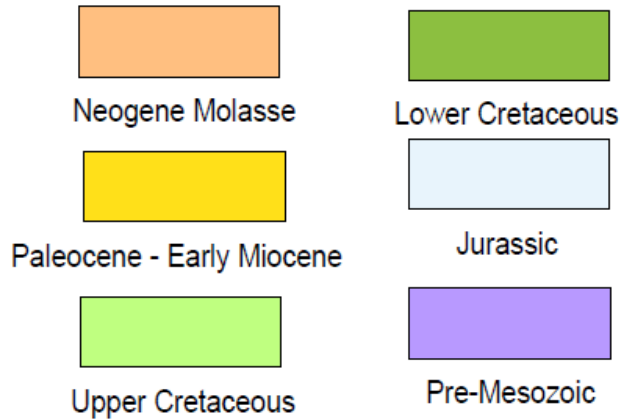 Neogene Molasse
Lower Cretaceous
Paleocene - Early Miocene
Jurassic
Upper Cretaceous
Pre-Mesozoic